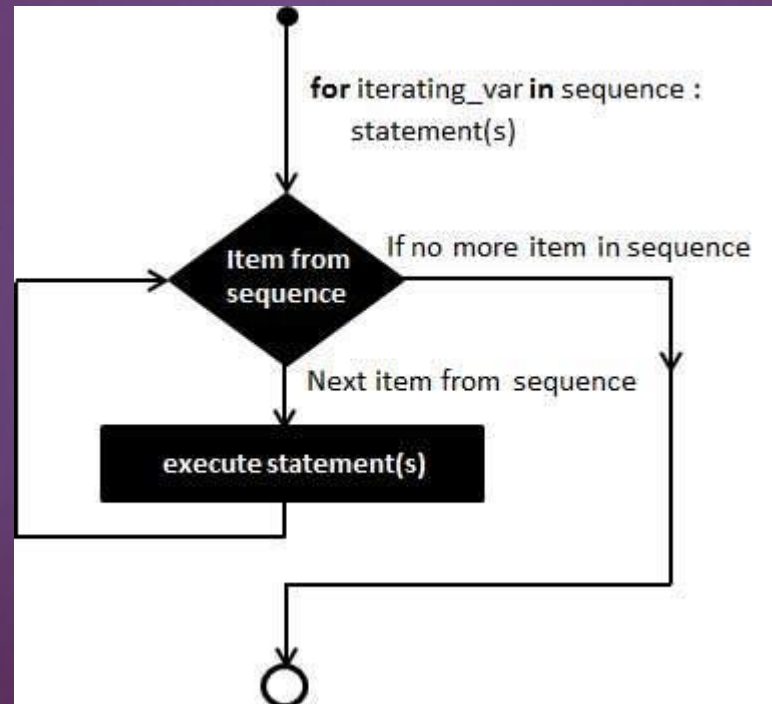 for iterating_var in sequence :
statement(s)
If no more item in sequence
Item from
sequence
Next item from sequence
execute statement(s)